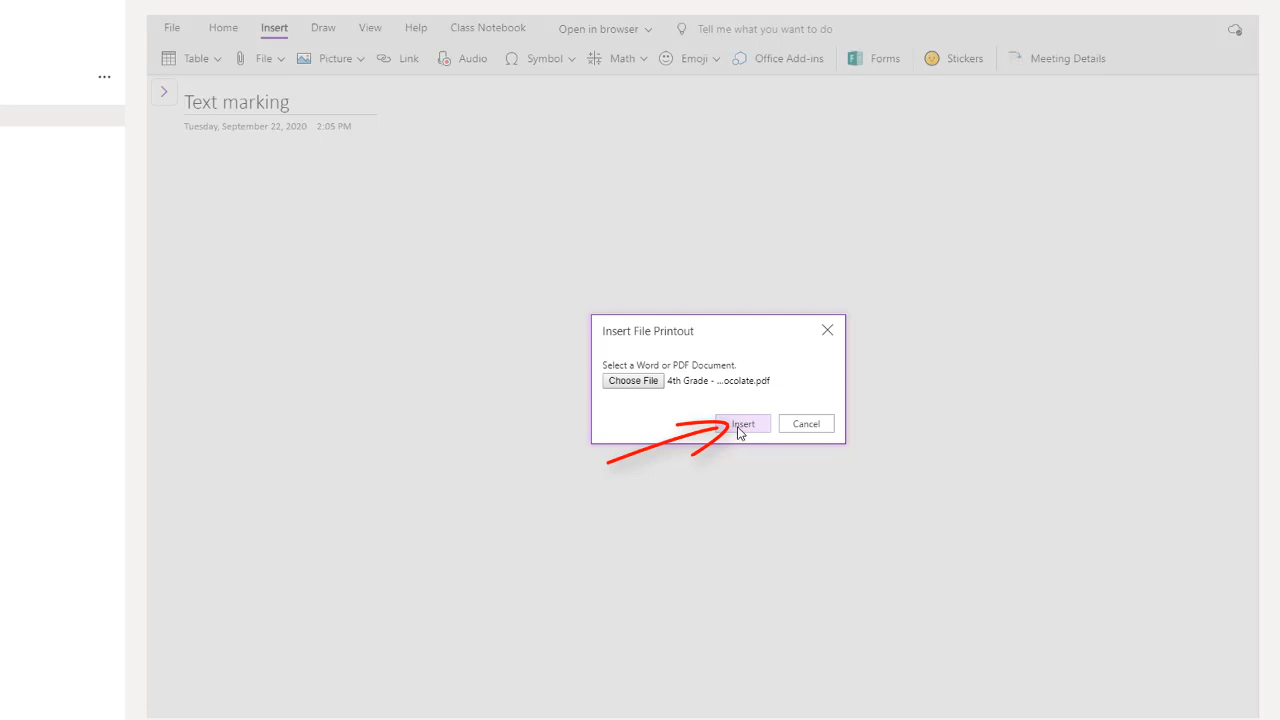 File Home Insert Draw View Help Class Notebook Open in browser Tell me what you want to do
Table File Picture Link Audio Symbol Math Emoji Office Add-ins Forms Stickers Meeting Details
Text marking
Tuesday, September 22, 2020 2:05 PM
Insert File Printout
Select a Word or PDF Document.
Choose File 4th Grade - ...ocolate.pdf
Insert Cancel